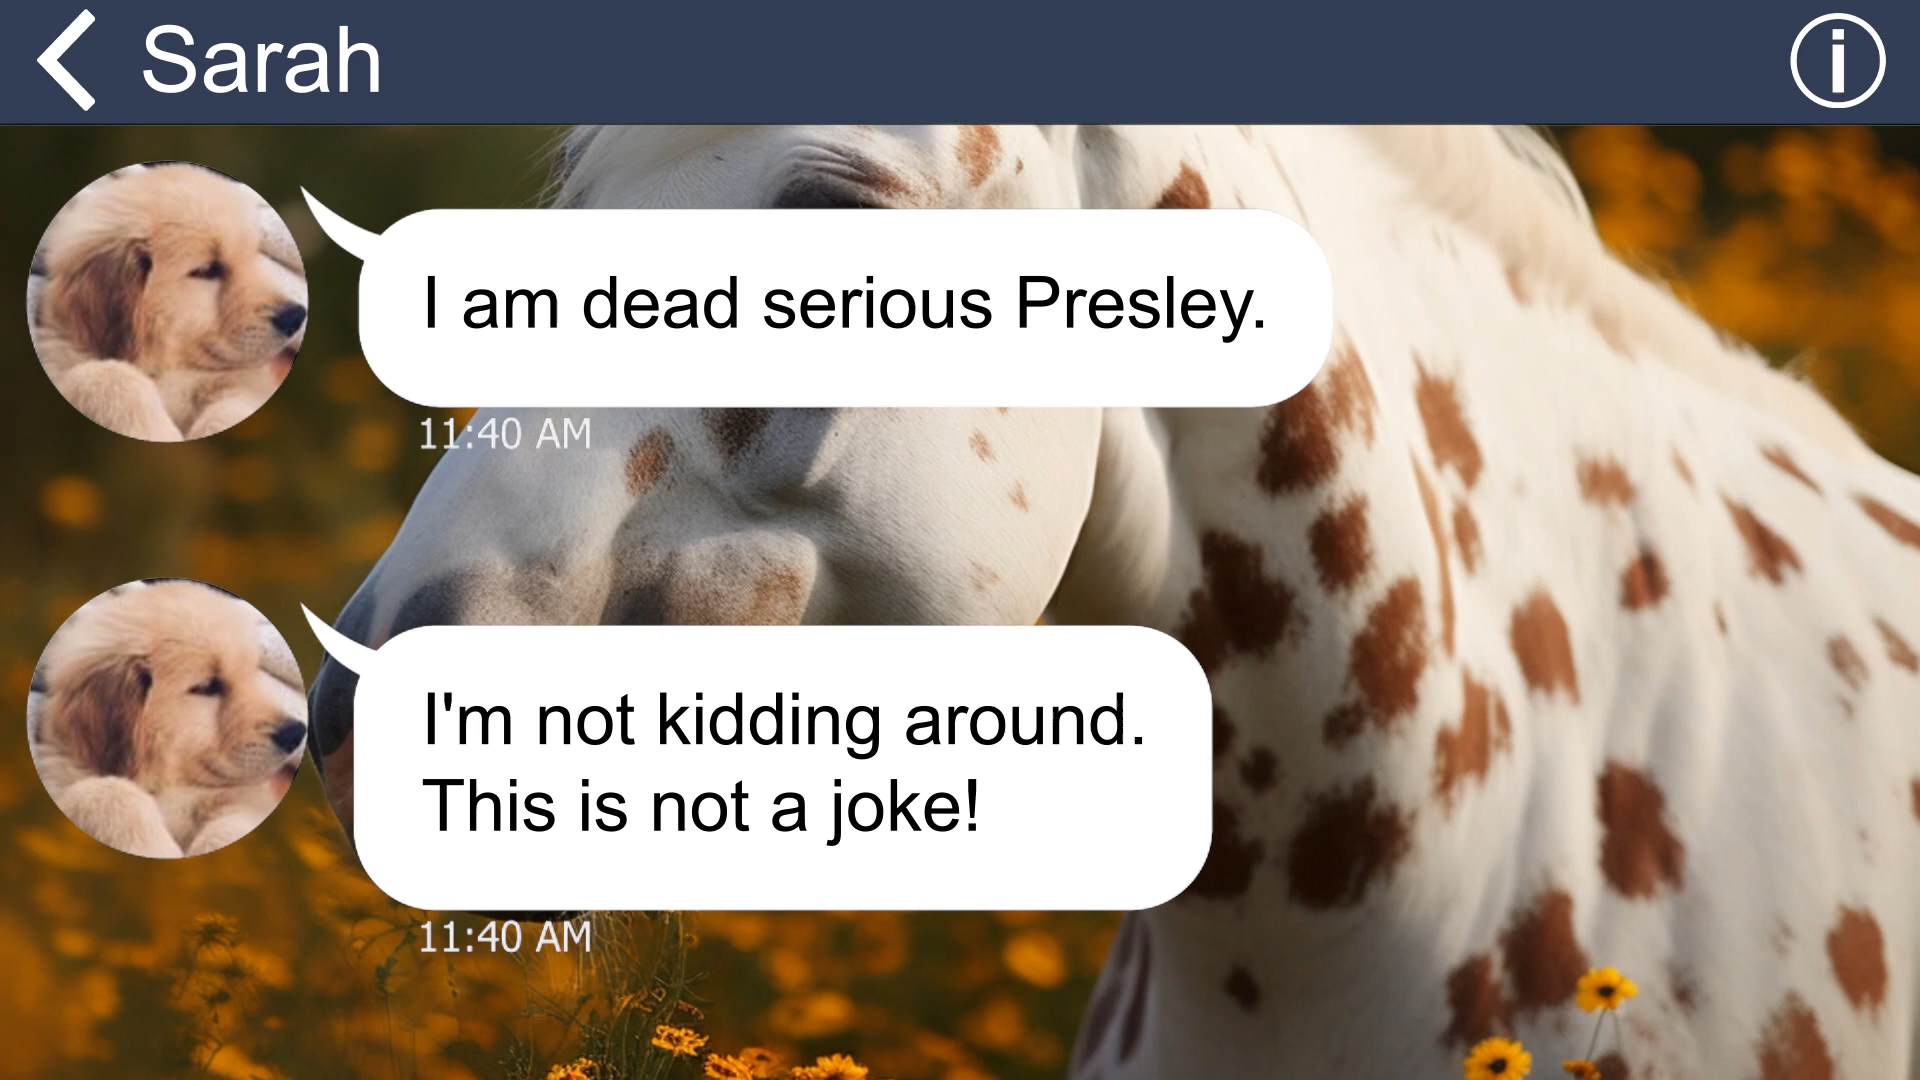 Sarah
I am dead serious Presley.
11:40 AM
I'm not kidding around.
This is not a joke!
11:40 AM